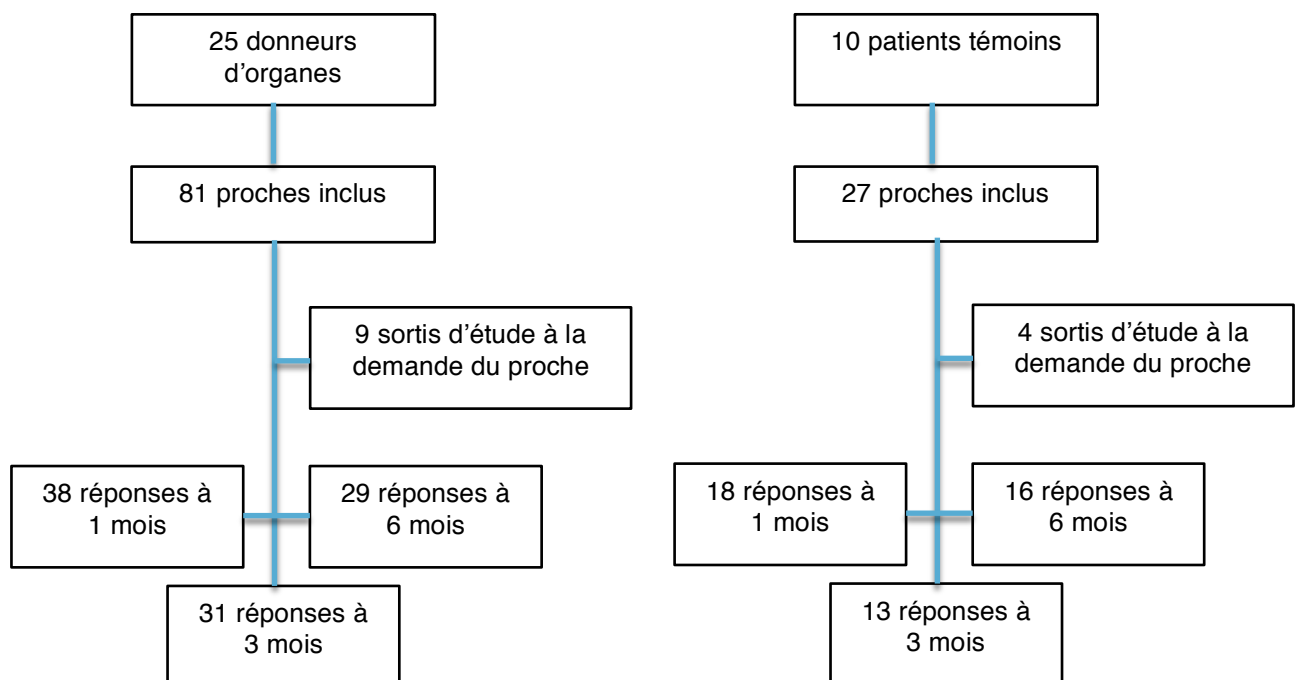 25 donneurs
d’organes
81 proches inclus
9 sortis d’étude à la
demande du proche
38 réponses à
1 mois
29 réponses à
6 mois
31 réponses à
3 mois
10 patients témoins
27 proches inclus
4 sortis d’étude à la
demande du proche
18 réponses à
1 mois
16 réponses à
6 mois
13 réponses à
3 mois